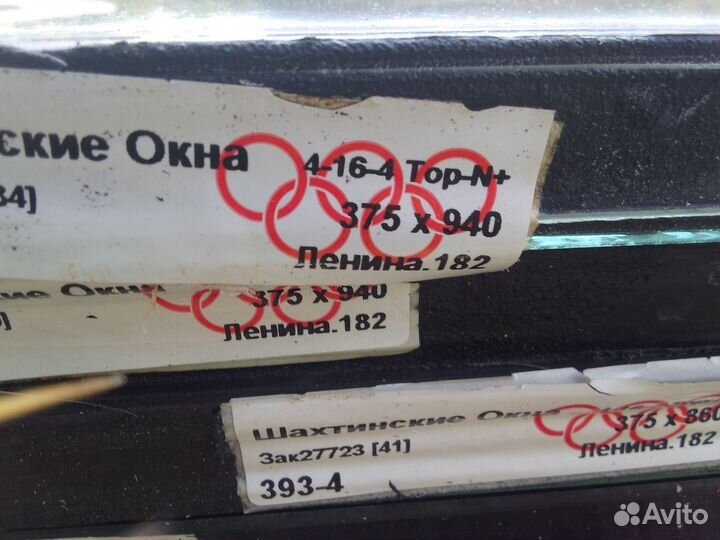 ские Окна 4-16-4 Top-N+
34] 375 x 940
Ленина.182
ие Окна 375 x 940
] Ленина.182
Шахтинские Окна
Зак27723 [41] 375 x 860
393-4 Ленина.182
Avito